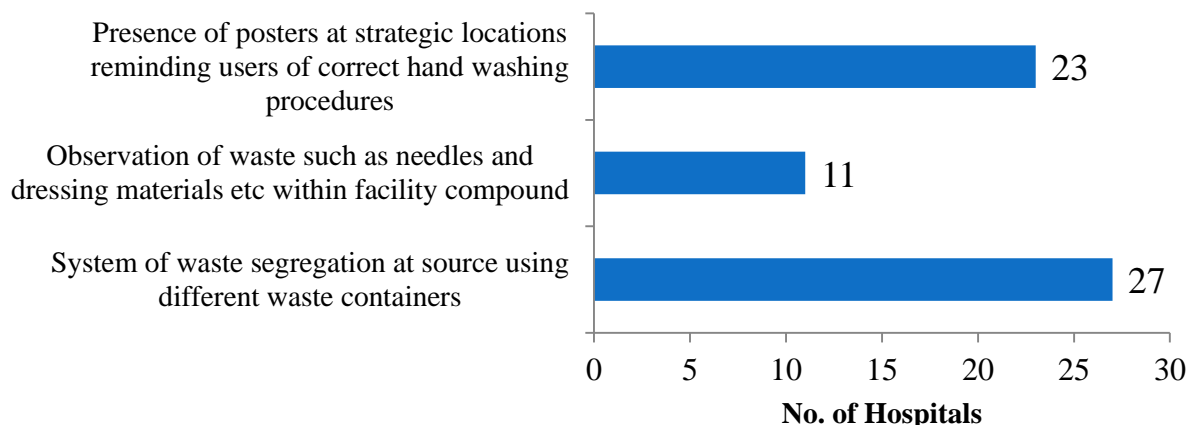 Presence of posters at strategic locations
reminding users of correct hand washing
procedures
23
Observation of waste such as needles and
dressing materials etc within facility compound
11
System of waste segregation at source using
different waste containers
27
0 5 10 15 20 25 30
No. of Hospitals